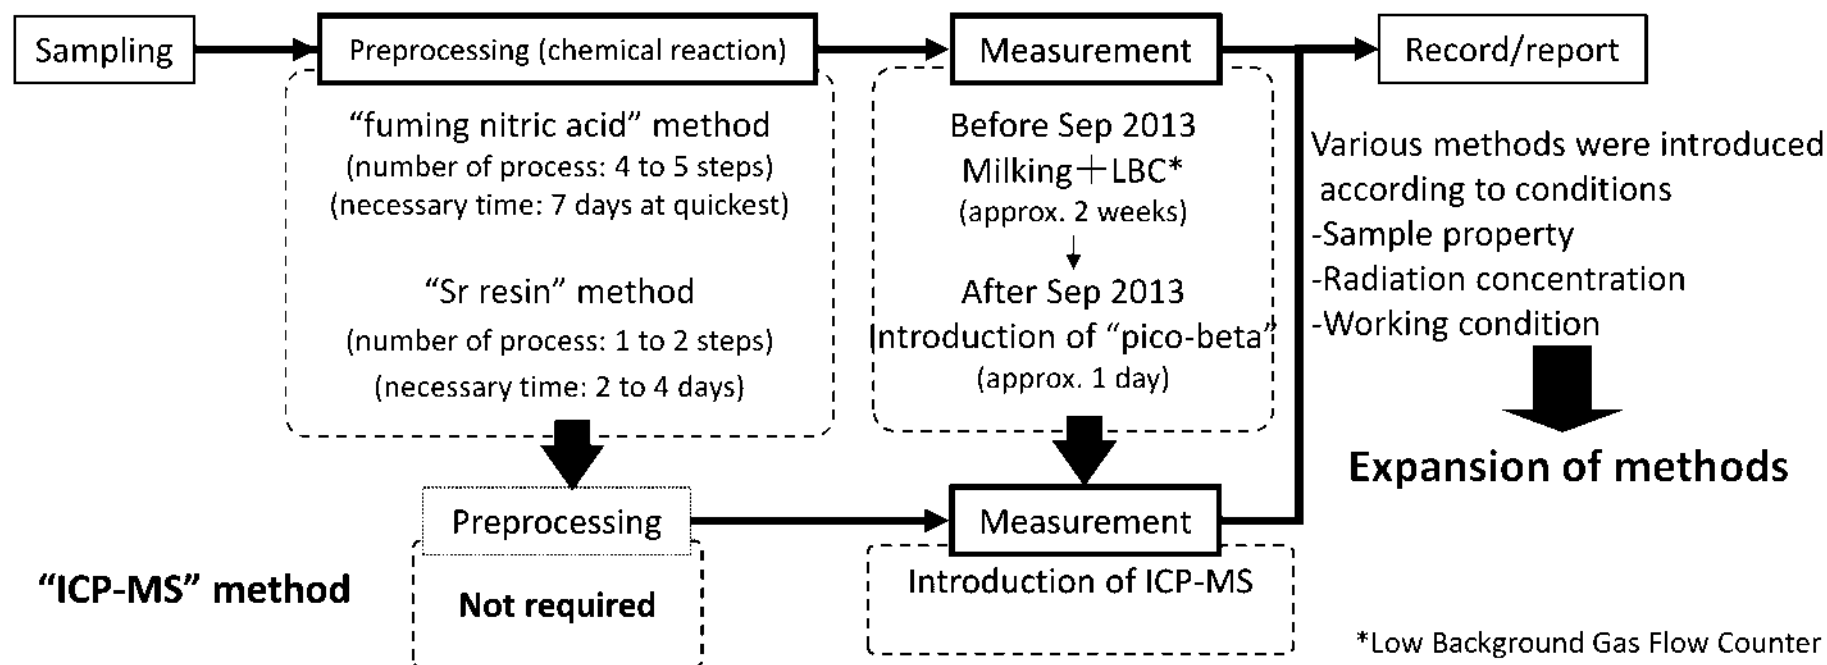 Sampling
Preprocessing (chemical reaction)
Measurement
Record/report
“fuming nitric acid” method
(number of process: 4 to 5 steps)
(necessary time: 7 days at quickest)
“Sr resin” method
(number of process: 1 to 2 steps)
(necessary time: 2 to 4 days)
Before Sep 2013
Milking＋LBC*
(approx. 2 weeks)
After Sep 2013
Introduction of “pico-beta”
(approx. 1 day)
Various methods were introduced
according to conditions
-Sample property
-Radiation concentration
-Working condition
Expansion of methods
Preprocessing
Measurement
“ICP-MS” method
Not required
Introduction of ICP-MS
*Low Background Gas Flow Counter